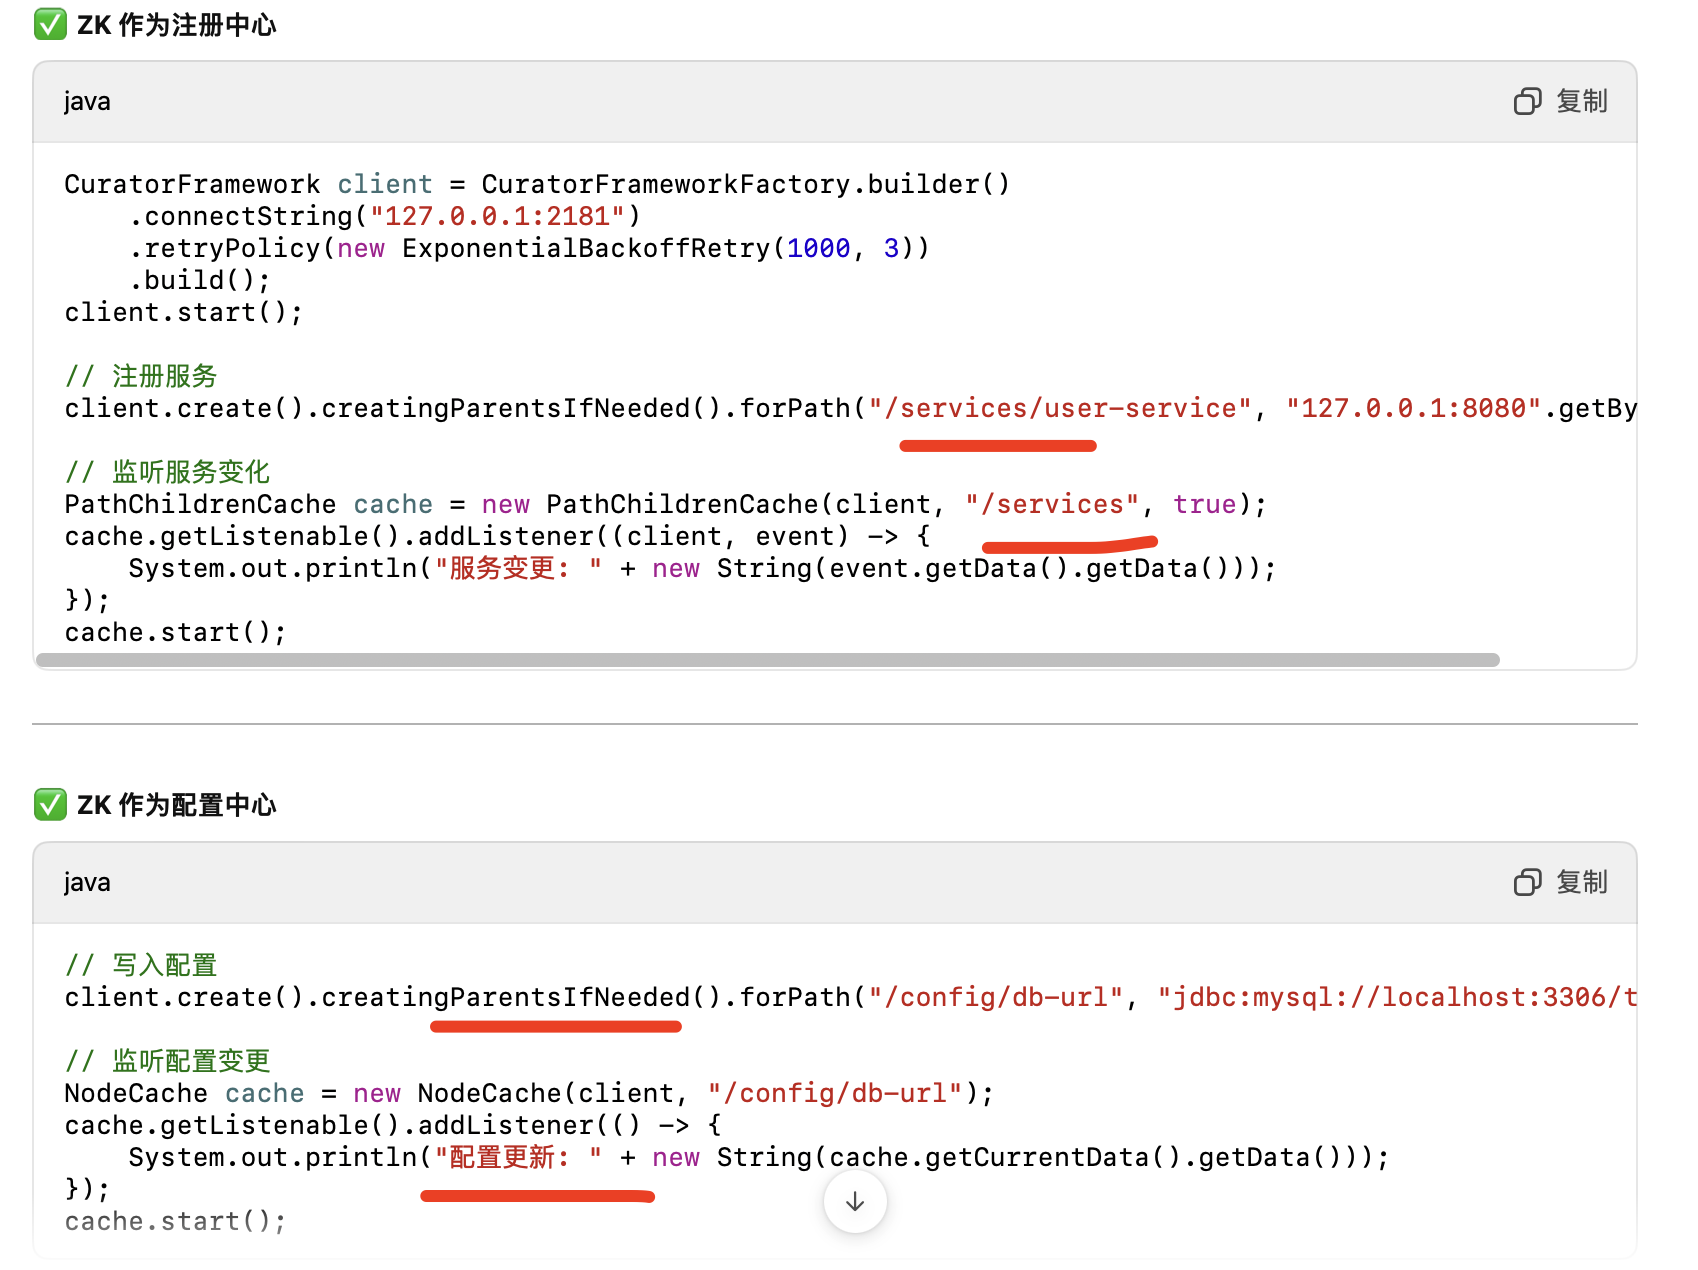 ✅ ZK 作为注册中心
java
复制
CuratorFramework client = CuratorFrameworkFactory.builder()
    .connectString("127.0.0.1:2181")
    .retryPolicy(new ExponentialBackoffRetry(1000, 3))
    .build();
client.start();
// 注册服务
client.create().creatingParentsIfNeeded().forPath("/services/user-service", "127.0.0.1:8080".getBy
// 监听服务变化
PathChildrenCache cache = new PathChildrenCache(client, "/services", true);
cache.getListenable().addListener((client, event) -> {
    System.out.println("服务变更: " + new String(event.getData().getData()));
});
cache.start();
✅ ZK 作为配置中心
java
复制
// 写入配置
client.create().creatingParentsIfNeeded().forPath("/config/db-url", "jdbc:mysql://localhost:3306/t
// 监听配置变更
NodeCache cache = new NodeCache(client, "/config/db-url");
cache.getListenable().addListener(() -> {
    System.out.println("配置更新: " + new String(cache.getCurrentData().getData()));
});
cache.start();